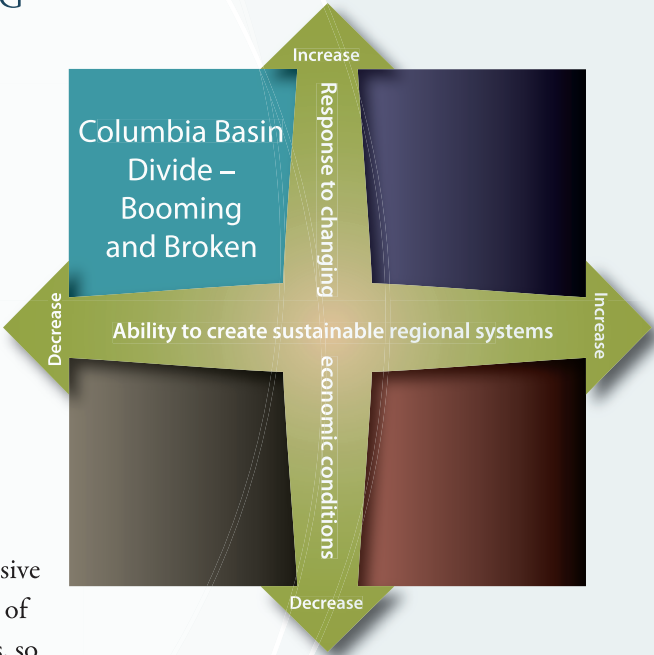 G
Increase
Columbia Basin
Divide –
Booming
and Broken
Response to changing
economic conditions
Decrease
Ability to create sustainable regional systems
Increase
Decrease
sive
of
s, so